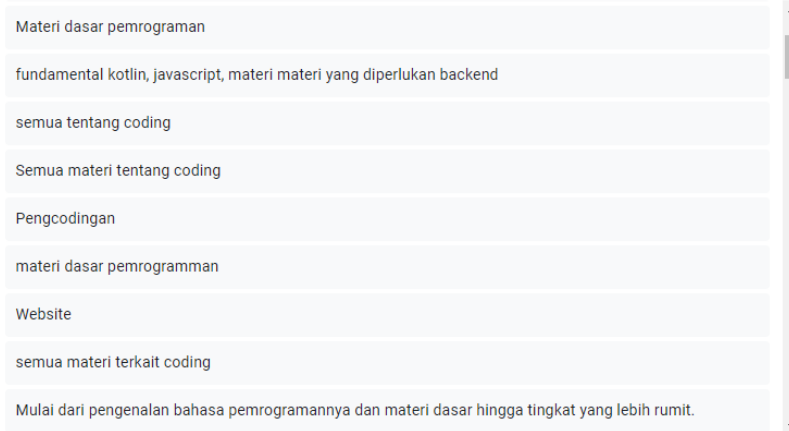 Materi dasar pemrograman
fundamental kotlin, javascript, materi materi yang diperlukan backend
semua tentang coding
Semua materi tentang coding
Pengcodingan
materi dasar pemrogramman
Website
semua materi terkait coding
Mulai dari pengenalan bahasa pemrogramannya dan materi dasar hingga tingkat yang lebih rumit.